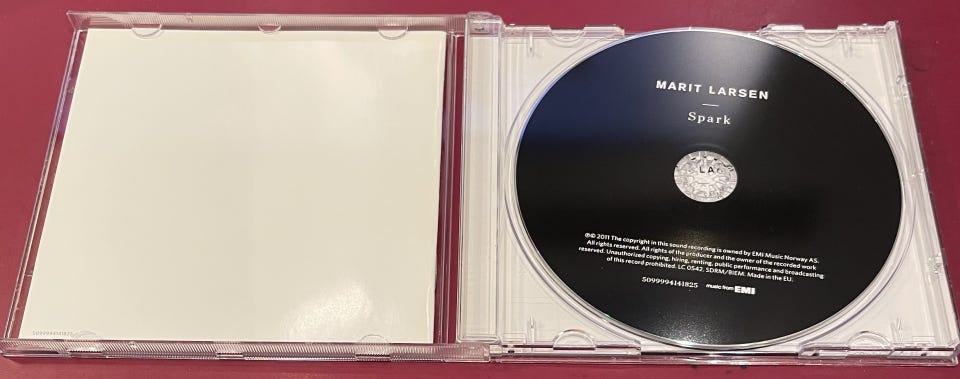 5099994141825
MARIT LARSEN
Spark
LA
℗© 2011 The copyright in this sound recording is owned by EMI Music Norway AS.
All rights reserved. All rights of the producer and the owner of the recorded work
reserved. Unauthorized copying, hiring, renting, public performance and broadcasting
of this record prohibited. LC 0542. SDRM/BIEM. Made in the EU.
5099994141825 music from EMI